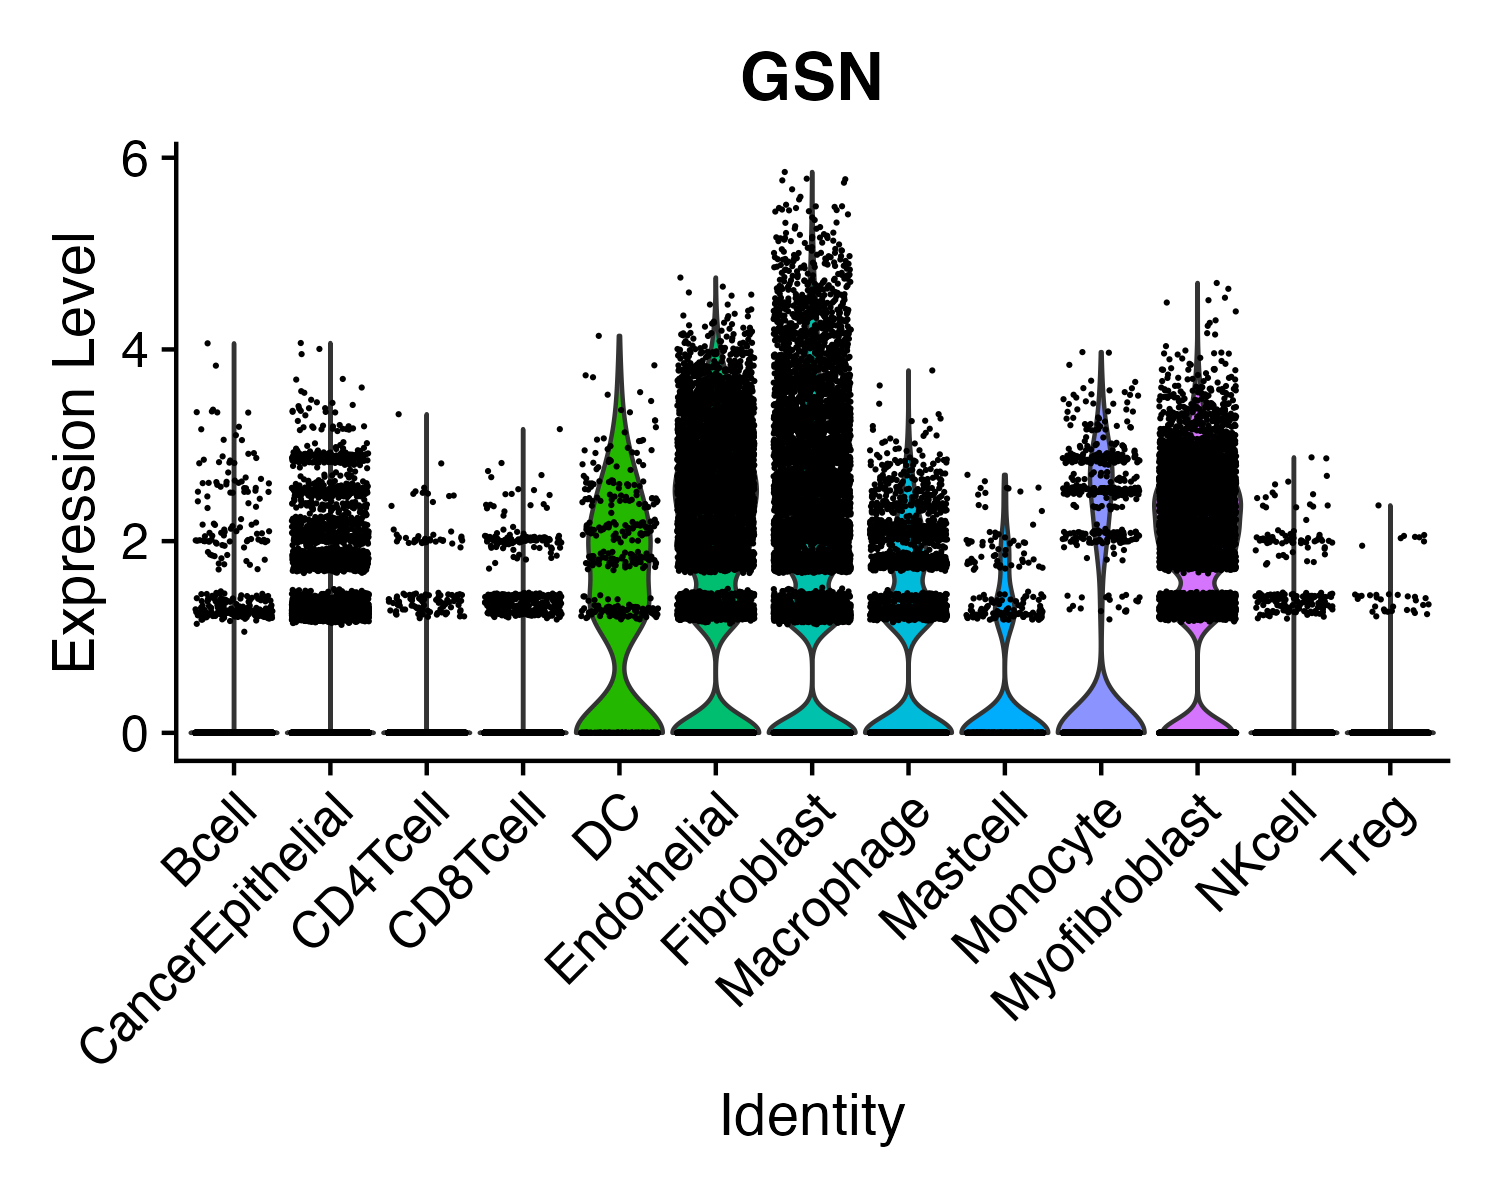 GSN
Expression Level
6
4
2
0
Bcell
CancerEpithelial
CD4Tcell
CD8Tcell
DC
Endothelial
Fibroblast
Macrophage
Mastcell
Monocyte
Myofibroblast
NKcell
Treg
Identity